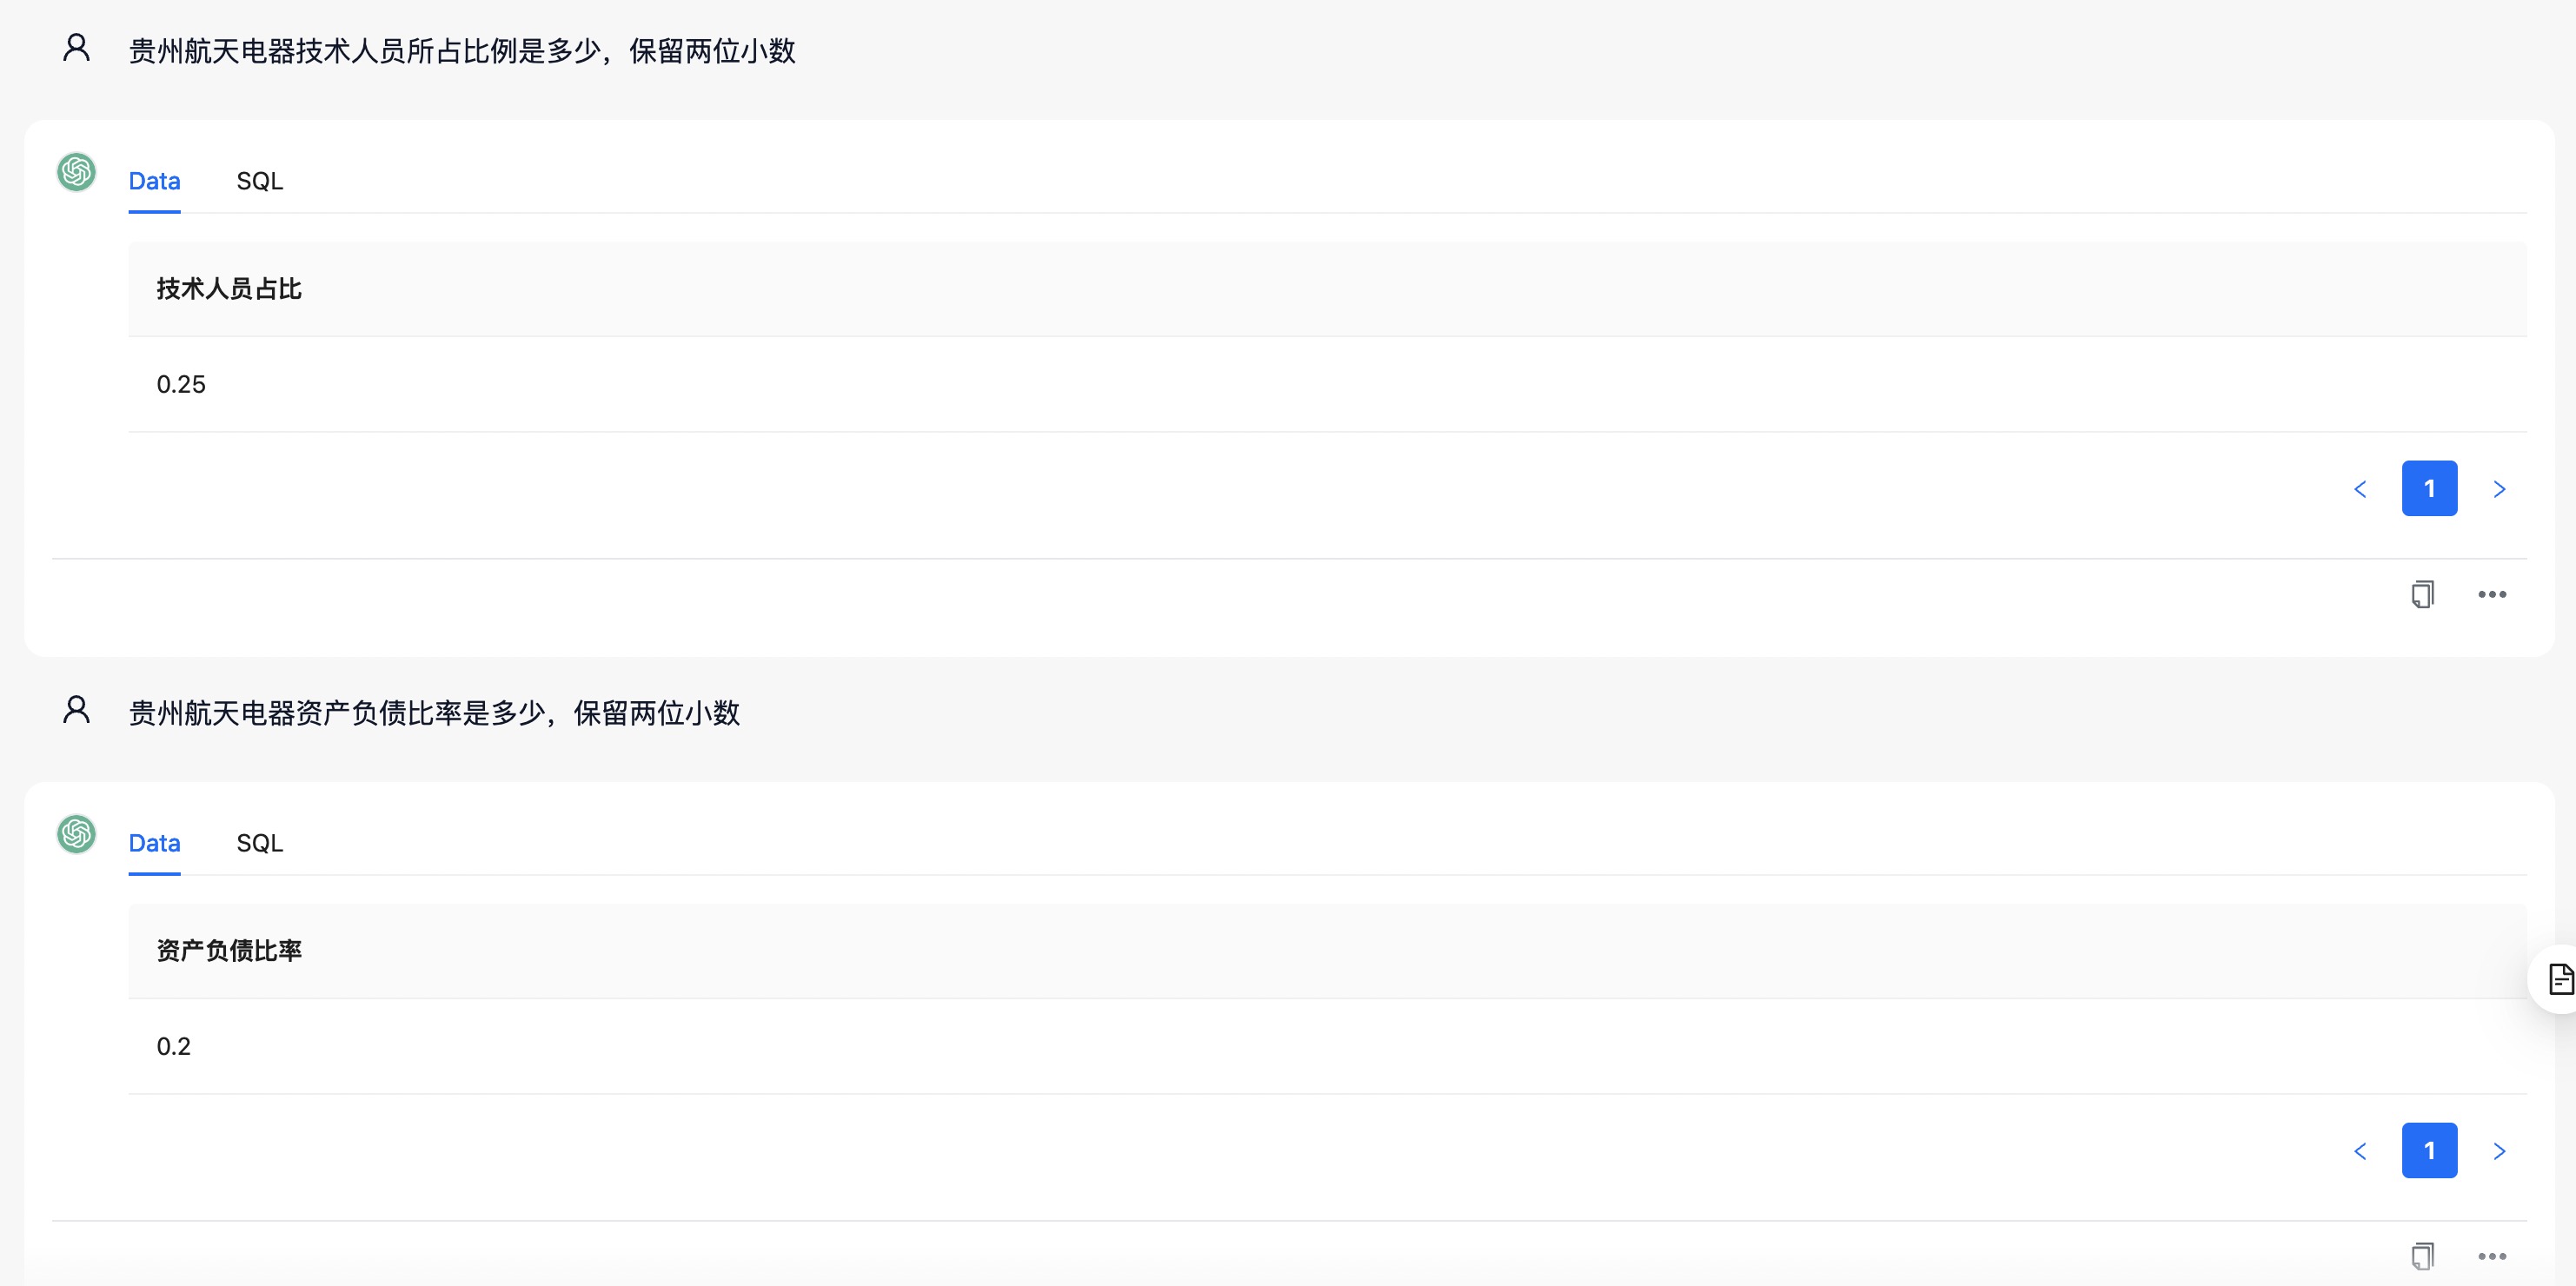 贵州航天电器技术人员所占比例是多少，保留两位小数
Data SQL
技术人员占比
0.25
1
贵州航天电器资产负债比率是多少，保留两位小数
Data SQL
资产负债比率
0.2
1